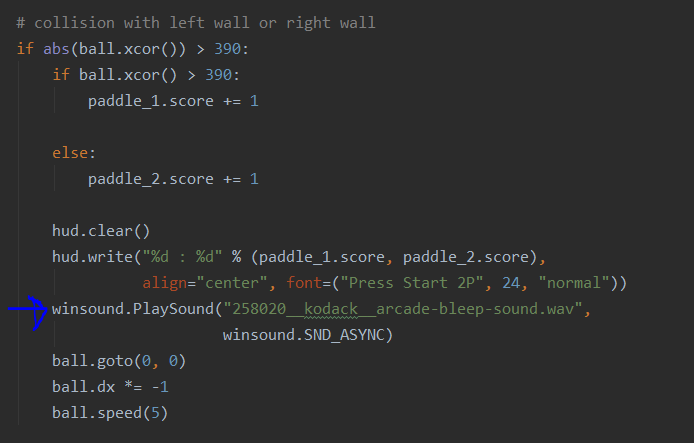 # collision with left wall or right wall
if abs(ball.xcor()) > 390:
    if ball.xcor() > 390:
        paddle_1.score += 1

    else:
        paddle_2.score += 1

    hud.clear()
    hud.write("%d : %d" % (paddle_1.score, paddle_2.score),
              align="center", font=("Press Start 2P", 24, "normal"))
    winsound.PlaySound("258020__kodack__arcade-bleep-sound.wav",
                       winsound.SND_ASYNC)
    ball.goto(0, 0)
    ball.dx *= -1
    ball.speed(5)